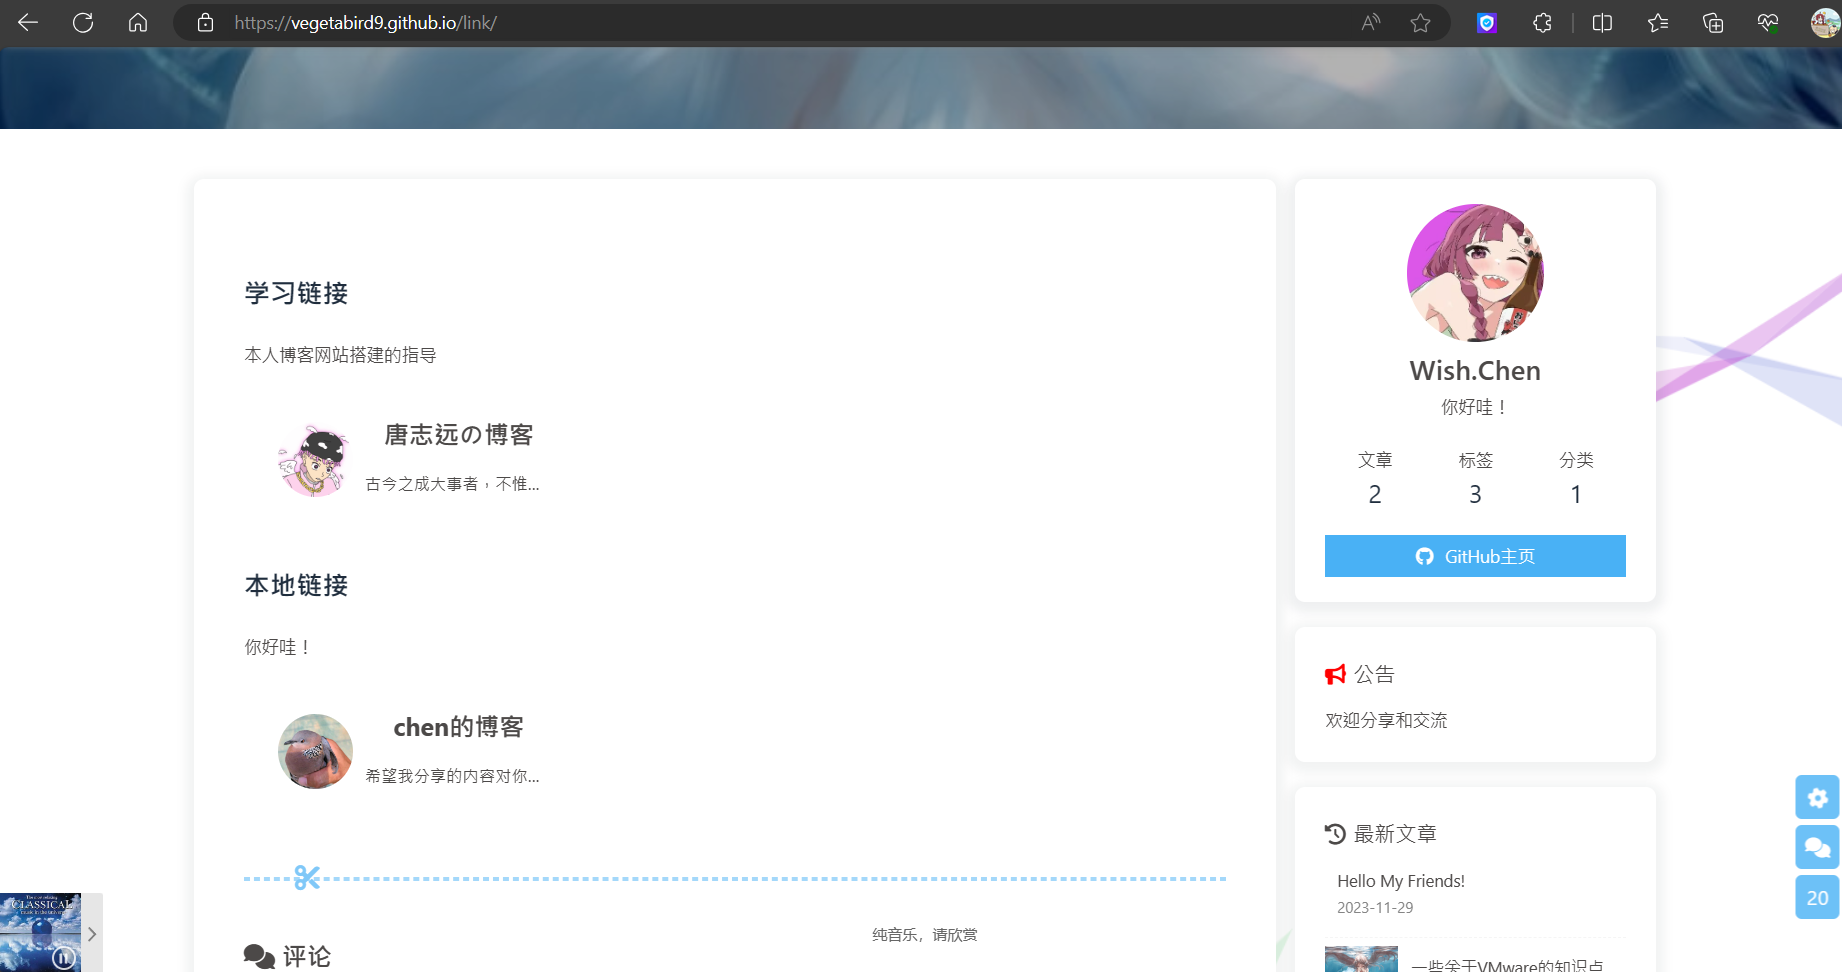 https://vegetabird9.github.io/link/
学习链接
本人博客网站搭建的指导
唐志远の博客
古今之成大事者，不惟...
本地链接
你好哇！
chen的博客
希望我分享的内容对你...
评论
纯音乐，请欣赏
CLASSICAL
Wish.Chen
你好哇！
文章
标签
分类
2
3
1
GitHub主页
公告
欢迎分享和交流
最新文章
Hello My Friends!
2023-11-29
一些关于VMware的知识点
20